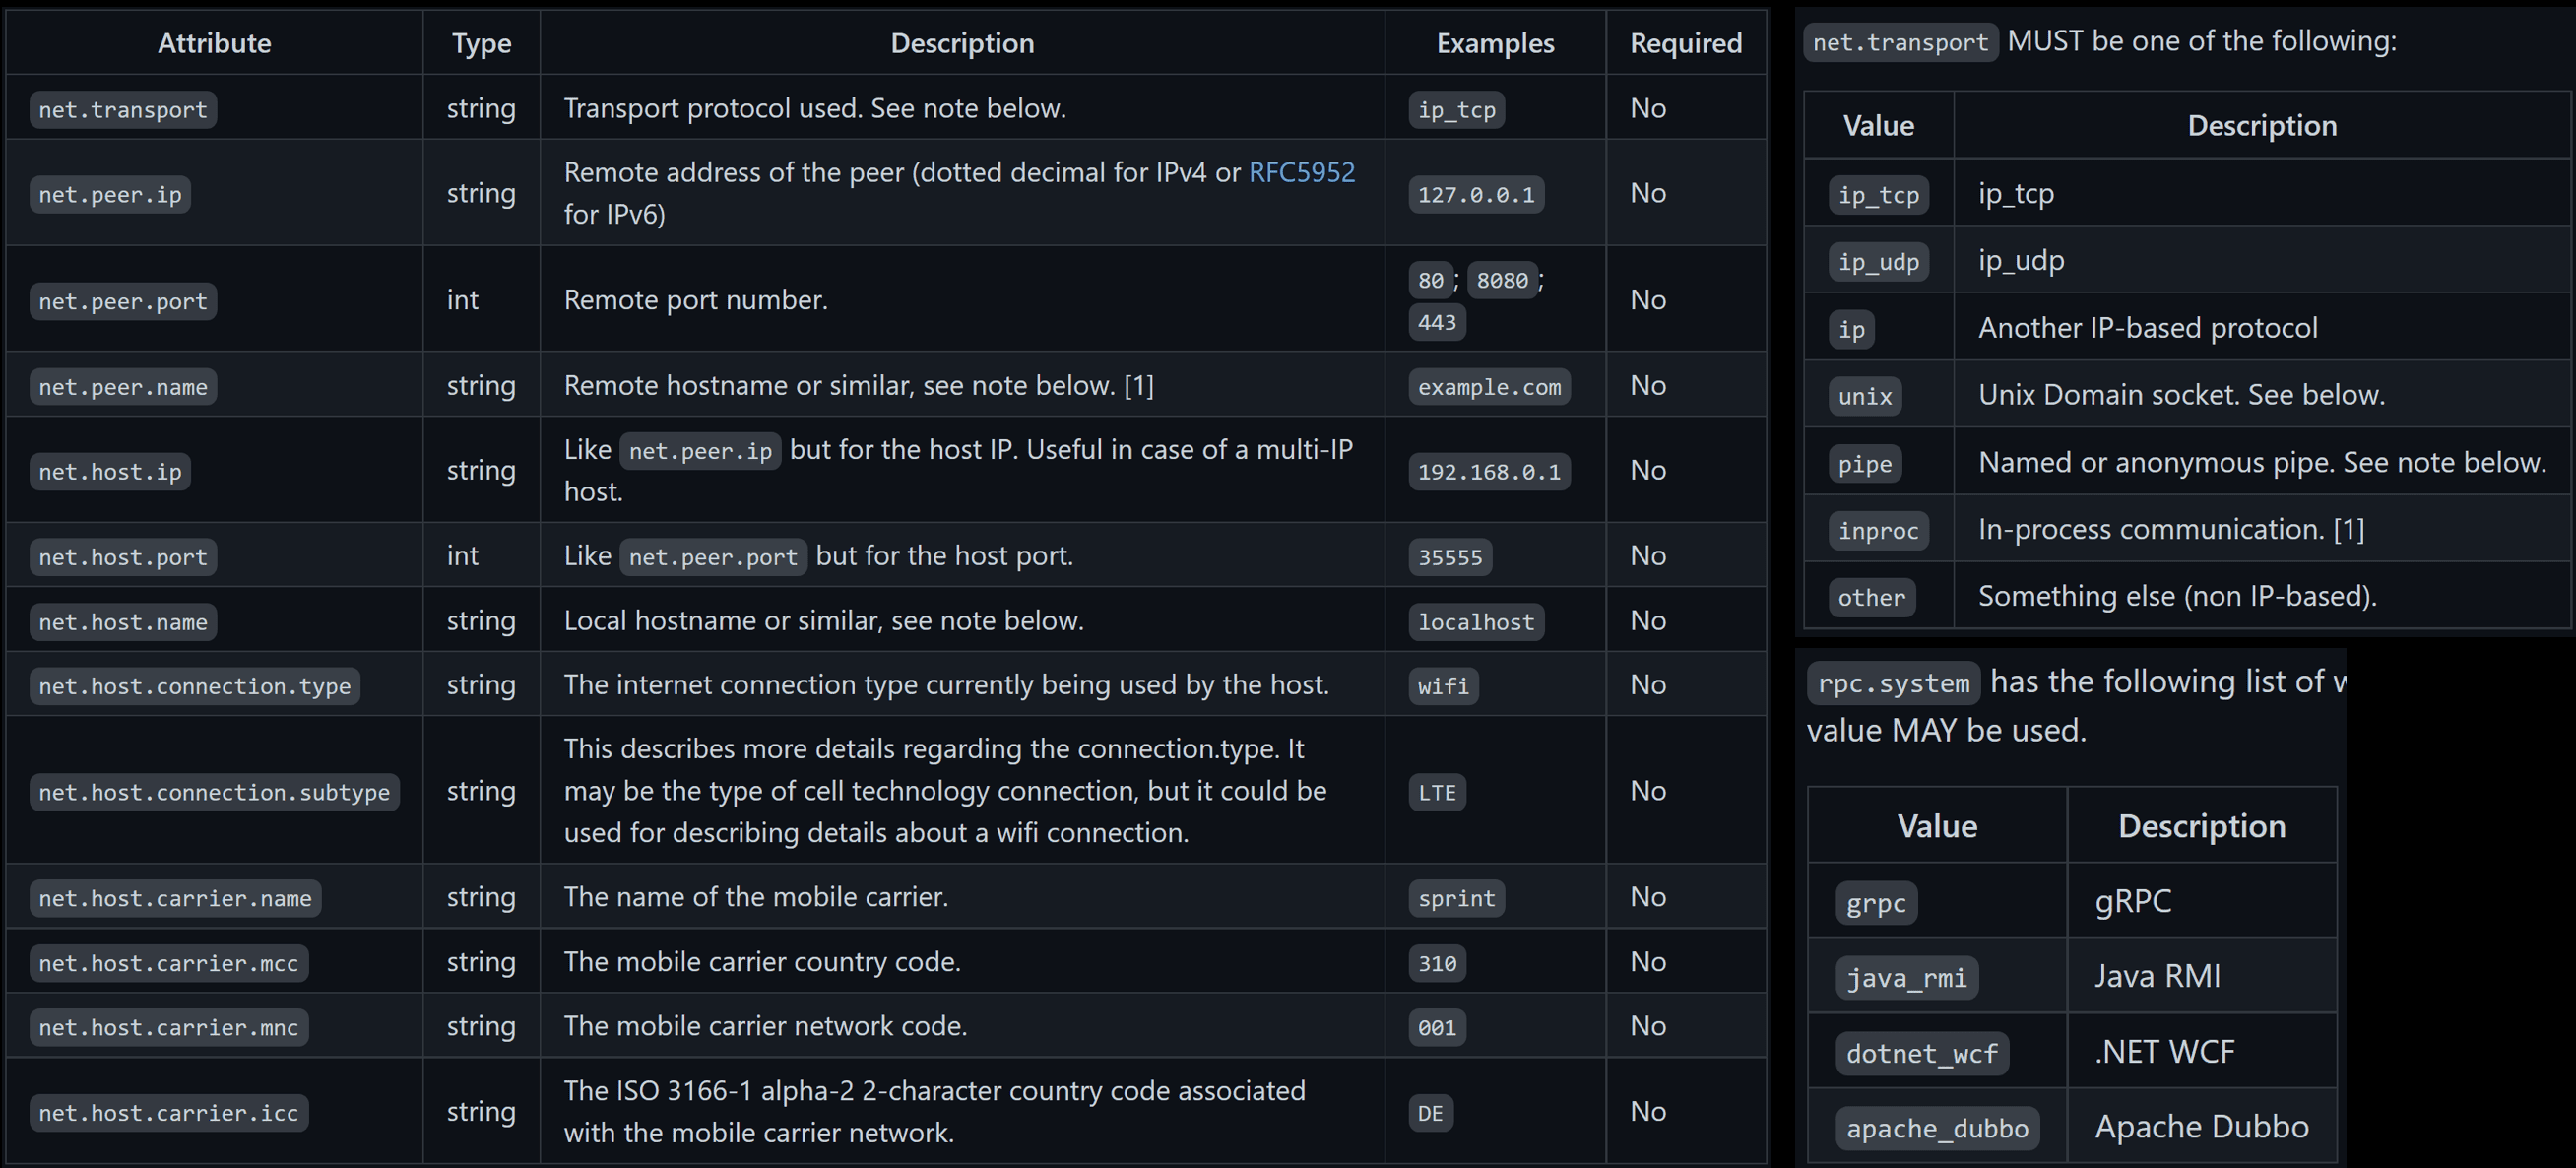 Attribute Type Description Examples Required
net.transport string Transport protocol used. See note below. ip_tcp No
net.peer.ip string Remote address of the peer (dotted decimal for IPv4 or RFC5952 127.0.0.1 No
for IPv6)
net.peer.port int Remote port number. 80; 8080; No
443
net.peer.name string Remote hostname or similar, see note below. [1] example.com No
net.host.ip string Like net.peer.ip but for the host IP. Useful in case of a multi-IP 192.168.0.1 No
host.
net.host.port int Like net.peer.port but for the host port. 35555 No
net.host.name string Local hostname or similar, see note below. localhost No
net.host.connection.type string The internet connection type currently being used by the host. wifi No
net.host.connection.subtype string This describes more details regarding the connection.type. It LTE No
may be the type of cell technology connection, but it could be
used for describing details about a wifi connection.
net.host.carrier.name string The name of the mobile carrier. sprint No
net.host.carrier.mcc string The mobile carrier country code. 310 No
net.host.carrier.mnc string The mobile carrier network code. 001 No
net.host.carrier.icc string The ISO 3166-1 alpha-2 2-character country code associated DE No
with the mobile carrier network.
net.transport MUST be one of the following:
Value Description
ip_tcp ip_tcp
ip_udp ip_udp
ip Another IP-based protocol
unix Unix Domain socket. See below.
pipe Named or anonymous pipe. See note below.
inproc In-process communication. [1]
other Something else (non IP-based).
rpc.system has the following list of
value MAY be used.
Value Description
grpc gRPC
java_rmi Java RMI
dotnet_wcf .NET WCF
apache_dubbo Apache Dubbo